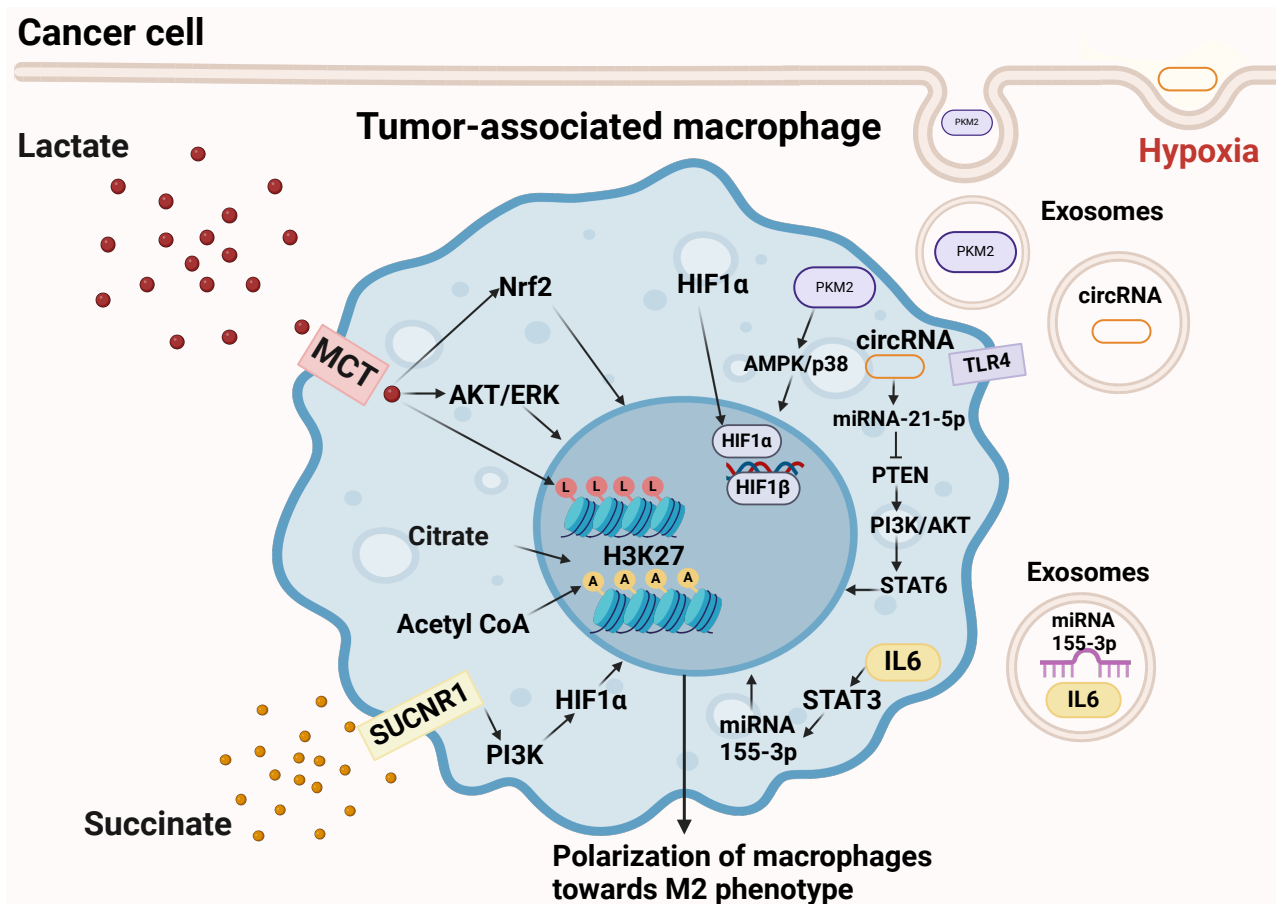 Cancer cell
PKM2
Tumor-associated macrophage
Lactate
Hypoxia
Exosomes
PKM2
circRNA
Nrf2
HIF1α
PKM2
circRNA
MCT
AMPK/p38
TLR4
AKT/ERK
miRNA-21-5p
HIF1α
HIF1β
PTEN
L L L L
PI3K/AKT
Citrate
H3K27
A A A A
STAT6
Acetyl CoA
Exosomes
miRNA
155-3p
IL6
IL6
STAT3
SUCNR1
HIF1α
miRNA
155-3p
PI3K
Succinate
Polarization of macrophages
towards M2 phenotype